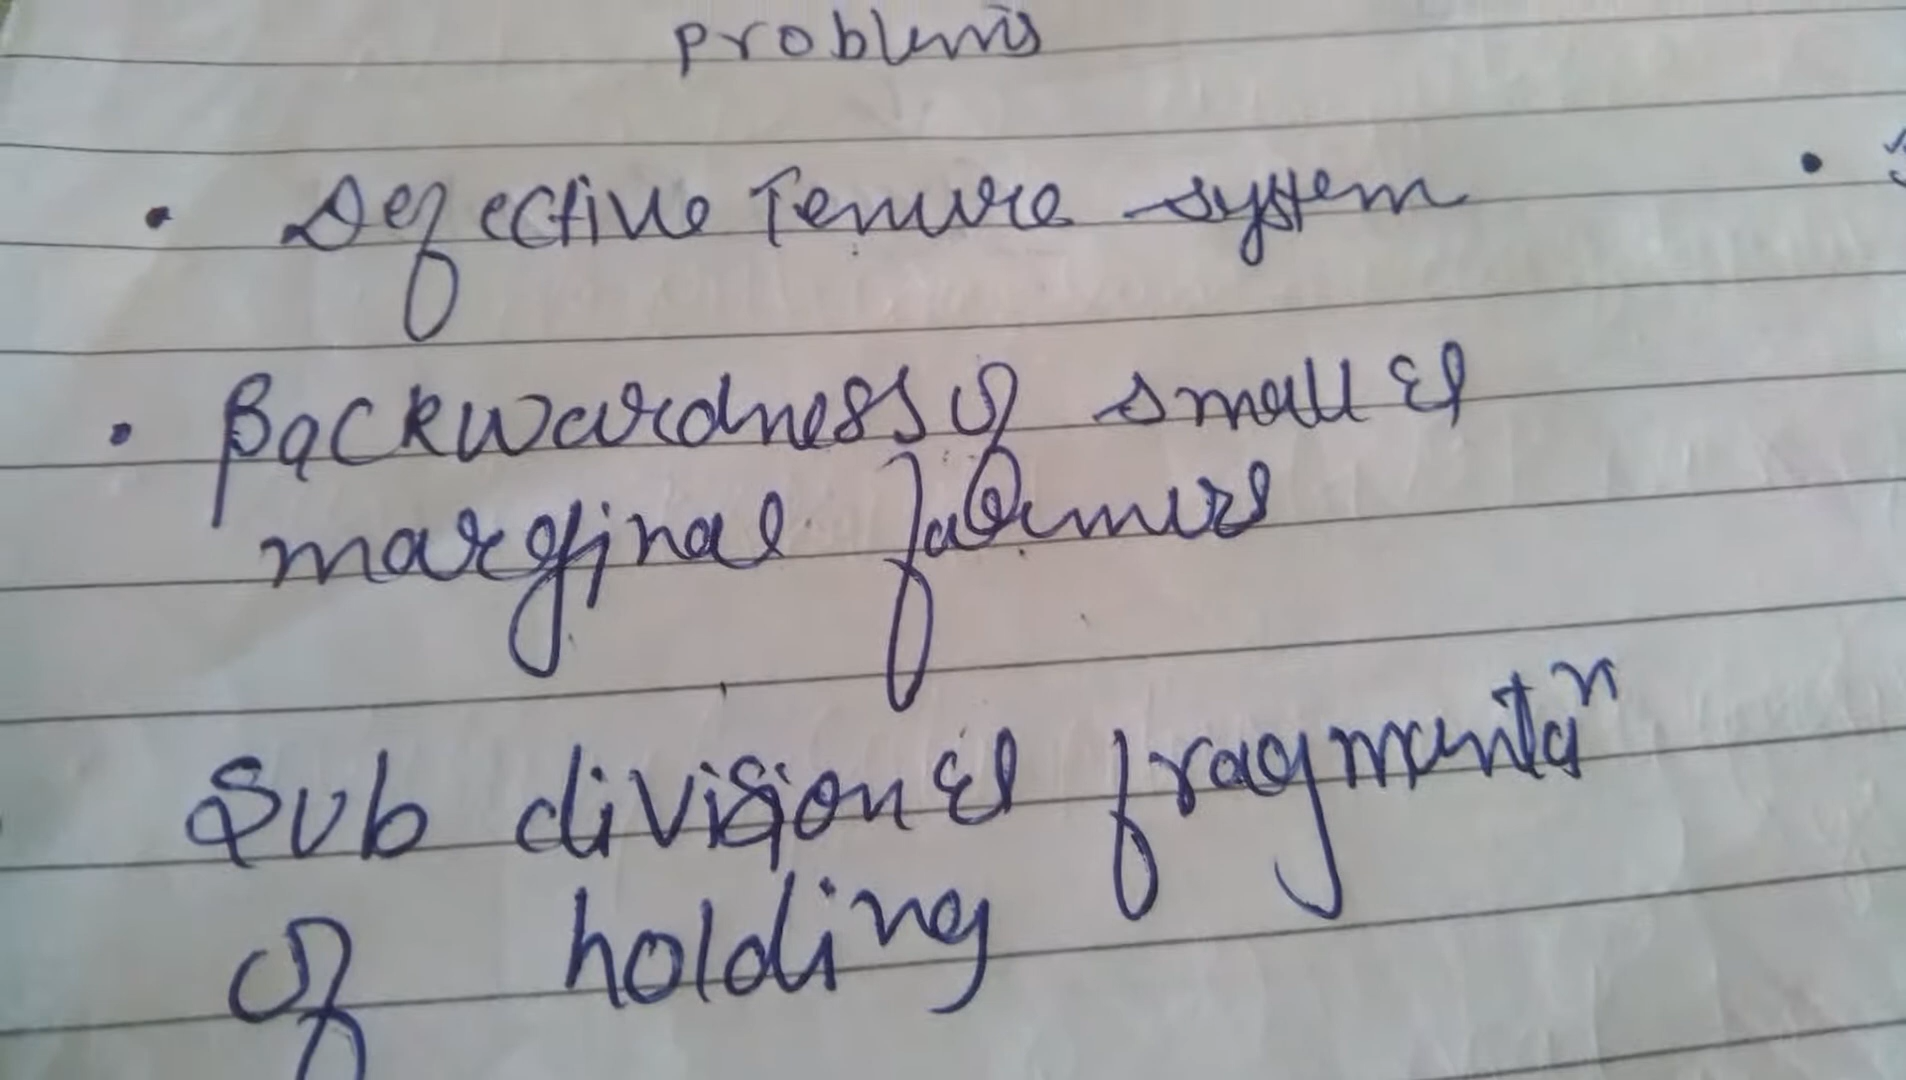 problems
• Defective Tenure system
• Backwardness of small &
marginal farmers
Sub division & fragmentaⁿ
of holding